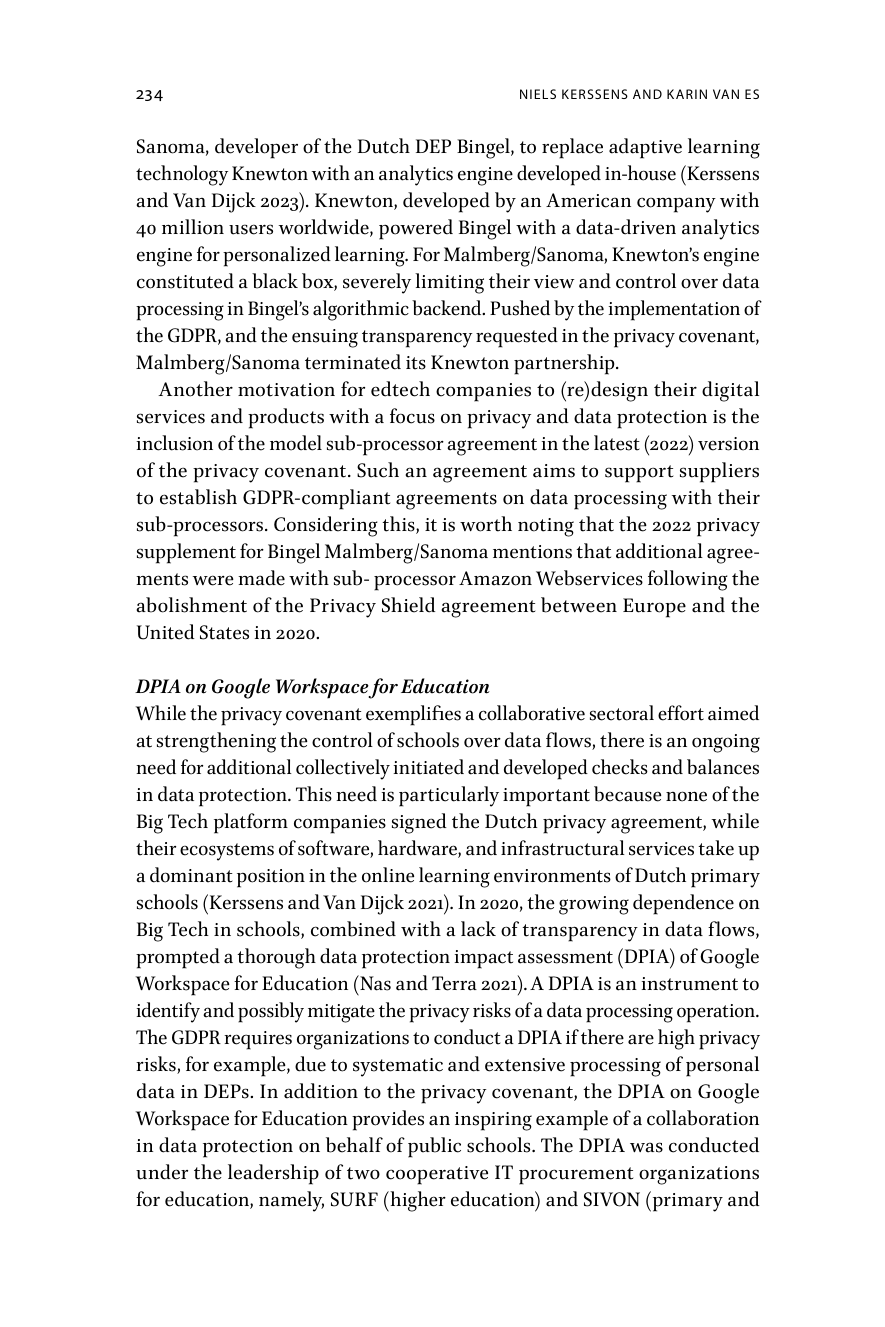 234
NIELS KERSSENS AND KARIN VAN ES
Sanoma, developer of the Dutch DEP Bingel, to replace adaptive learning
technology Knewton with an analytics engine developed in-house (Kerssens
and Van Dijck 2023). Knewton, developed by an American company with
40 million users worldwide, powered Bingel with a data-driven analytics
engine for personalized learning. For Malmberg/Sanoma, Knewton’s engine
constituted a black box, severely limiting their view and control over data
processing in Bingel’s algorithmic backend. Pushed by the implementation of
the GDPR, and the ensuing transparency requested in the privacy covenant,
Malmberg/Sanoma terminated its Knewton partnership.
Another motivation for edtech companies to (re)design their digital
services and products with a focus on privacy and data protection is the
inclusion of the model sub-processor agreement in the latest (2022) version
of the privacy covenant. Such an agreement aims to support suppliers
to establish GDPR-compliant agreements on data processing with their
sub-processors. Considering this, it is worth noting that the 2022 privacy
supplement for Bingel Malmberg/Sanoma mentions that additional agree-
ments were made with sub- processor Amazon Webservices following the
abolishment of the Privacy Shield agreement between Europe and the
United States in 2020.
DPIA on Google Workspace for Education
While the privacy covenant exemplifies a collaborative sectoral effort aimed
at strengthening the control of schools over data flows, there is an ongoing
need for additional collectively initiated and developed checks and balances
in data protection. This need is particularly important because none of the
Big Tech platform companies signed the Dutch privacy agreement, while
their ecosystems of software, hardware, and infrastructural services take up
a dominant position in the online learning environments of Dutch primary
schools (Kerssens and Van Dijck 2021). In 2020, the growing dependence on
Big Tech in schools, combined with a lack of transparency in data flows,
prompted a thorough data protection impact assessment (DPIA) of Google
Workspace for Education (Nas and Terra 2021). A DPIA is an instrument to
identify and possibly mitigate the privacy risks of a data processing operation.
The GDPR requires organizations to conduct a DPIA if there are high privacy
risks, for example, due to systematic and extensive processing of personal
data in DEPs. In addition to the privacy covenant, the DPIA on Google
Workspace for Education provides an inspiring example of a collaboration
in data protection on behalf of public schools. The DPIA was conducted
under the leadership of two cooperative IT procurement organizations
for education, namely, SURF (higher education) and SIVON (primary and